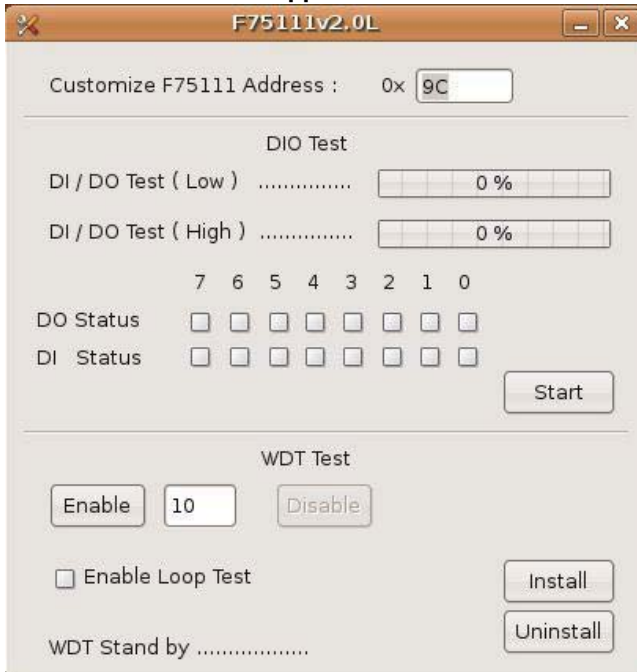 F75111v2.0L
Customize F75111 Address : 0x 9C
DIO Test
DI / DO Test ( Low ) ............... 0 %
DI / DO Test ( High ) ............... 0 %
7 6 5 4 3 2 1 0
DO Status
DI Status
Start
WDT Test
Enable 10 Disable
Enable Loop Test
Install
Uninstall
WDT Stand by ..................